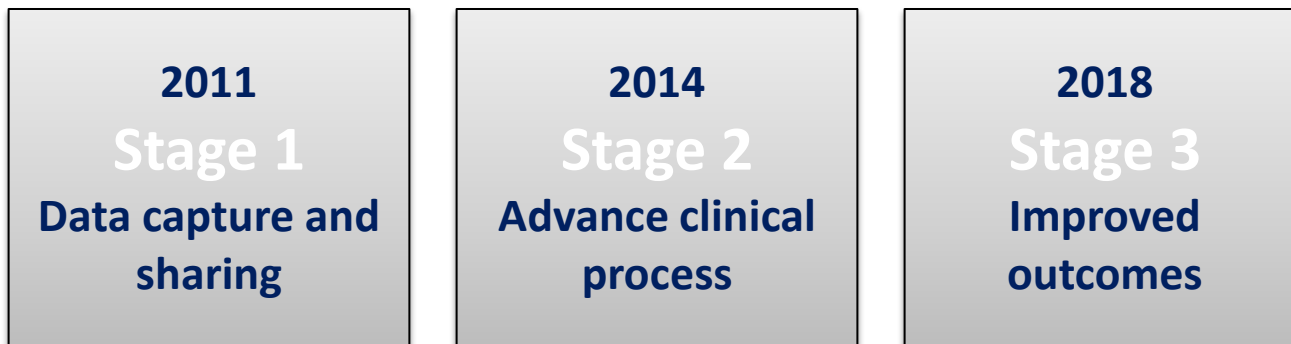 2011
Stage 1
Data capture and
sharing
2014
Stage 2
Advance clinical
process
2018
Stage 3
Improved
outcomes